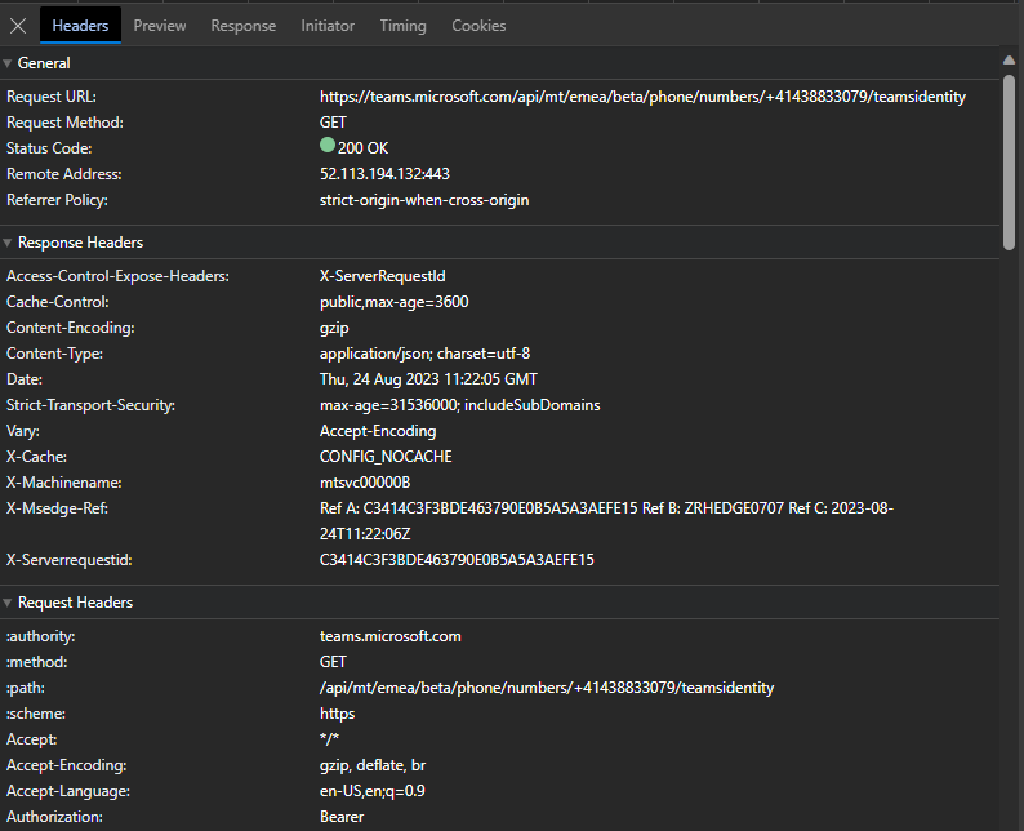 Headers Preview Response Initiator Timing Cookies
General
Request URL: https://teams.microsoft.com/api/mt/emea/beta/phone/numbers/+41438833079/teamsidentity
Request Method: GET
Status Code: 200 OK
Remote Address: 52.113.194.132:443
Referrer Policy: strict-origin-when-cross-origin
Response Headers
Access-Control-Expose-Headers: X-ServerRequestId
Cache-Control: public,max-age=3600
Content-Encoding: gzip
Content-Type: application/json; charset=utf-8
Date: Thu, 24 Aug 2023 11:22:05 GMT
Strict-Transport-Security: max-age=31536000; includeSubDomains
Vary: Accept-Encoding
X-Cache: CONFIG_NOCACHE
X-Machinename: mtsvc00000B
X-Msedge-Ref: Ref A: C3414C3F3BDE463790E0B5A5A3AEFE15 Ref B: ZRHEDGE0707 Ref C: 2023-08-
24T11:22:06Z
X-Serverrequestid: C3414C3F3BDE463790E0B5A5A3AEFE15
Request Headers
:authority: teams.microsoft.com
:method: GET
:path: /api/mt/emea/beta/phone/numbers/+41438833079/teamsidentity
:scheme: https
Accept: */*
Accept-Encoding: gzip, deflate, br
Accept-Language: en-US,en;q=0.9
Authorization: Bearer